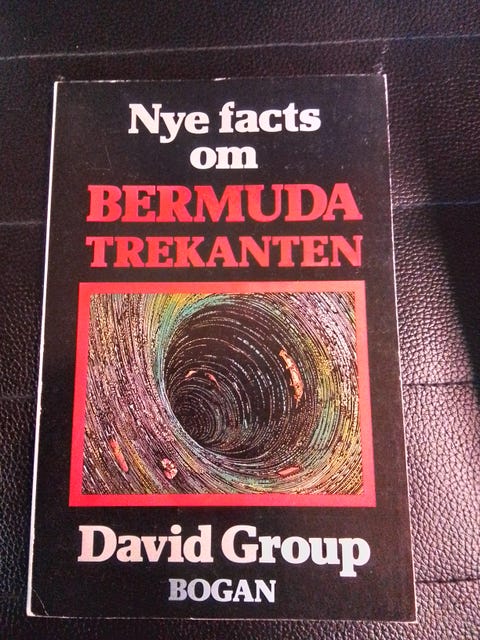 Nye facts
om
BERMUDA
TREKANTEN
David Group
BOGAN